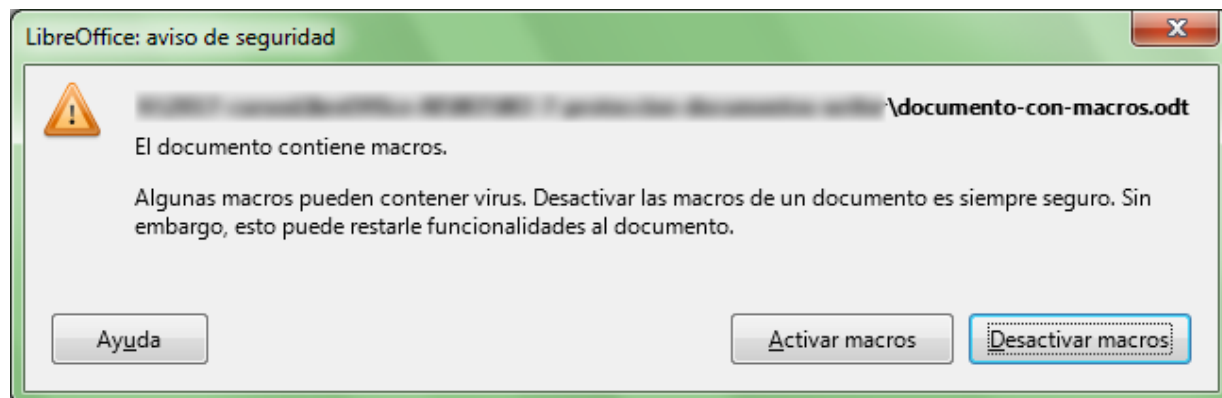 LibreOffice: aviso de seguridad
\documento-con-macros.odt
El documento contiene macros.
Algunas macros pueden contener virus. Desactivar las macros de un documento es siempre seguro. Sin
embargo, esto puede restarle funcionalidades al documento.
Ayuda
Activar macros
Desactivar macros